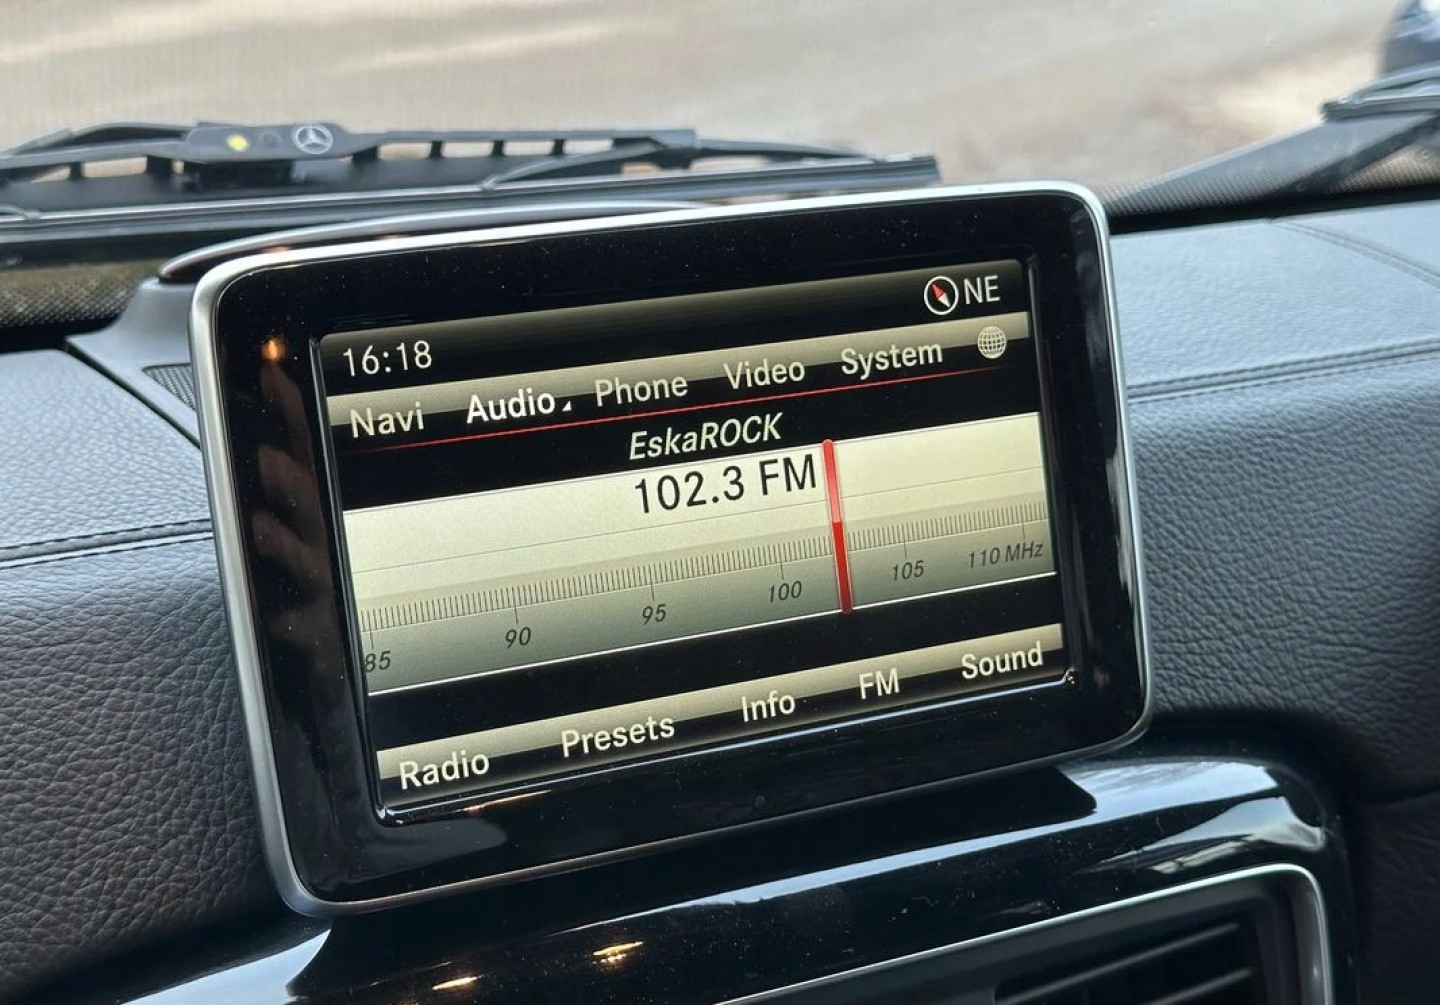 NE
16:18
Navi Audio Phone Video System
EskaROCK
102.3 FM
85 90 95 100 105 110 MHz
Radio Presets Info FM Sound